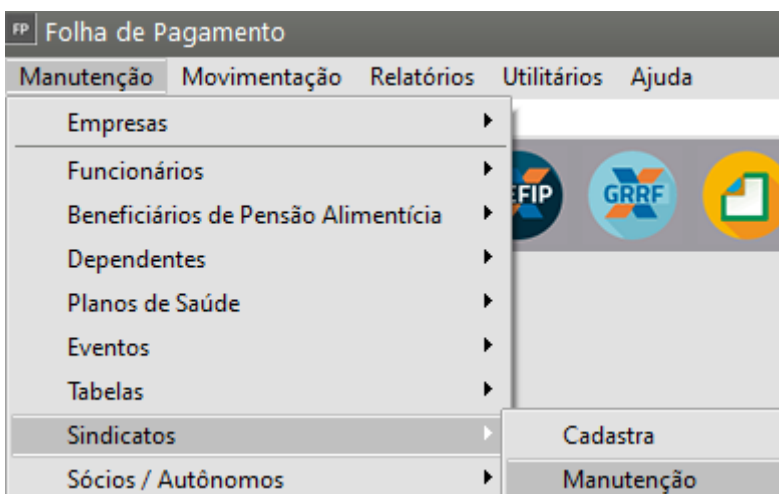 FP Folha de Pagamento
Manutenção Movimentação Relatórios Utilitários Ajuda
Empresas
Funcionários
Beneficiários de Pensão Alimentícia
Dependentes
Planos de Saúde
Eventos
Tabelas
Sindicatos
Sócios / Autônomos
EFIP
GRRF
Cadastra
Manutenção